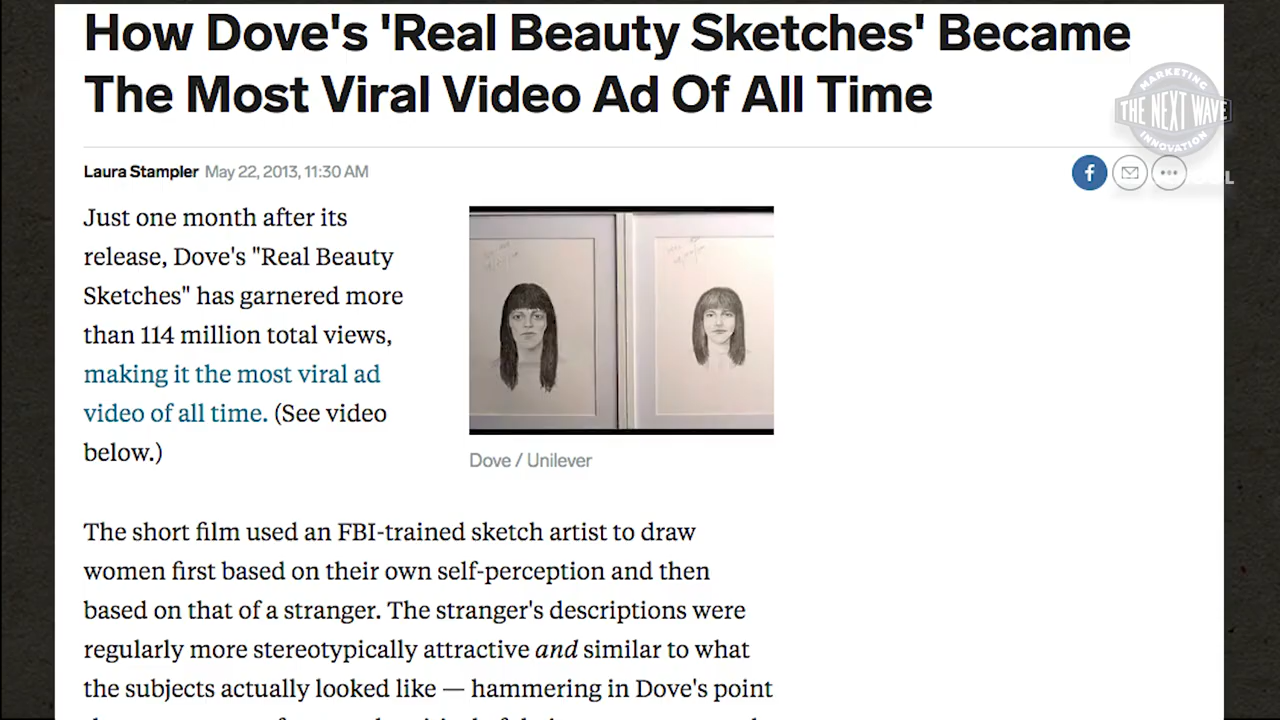 How Dove's 'Real Beauty Sketches' Became
The Most Viral Video Ad Of All Time
MARKETING
THE NEXT WAVE
INNOVATION
Laura Stampler May 22, 2013, 11:30 AM
Just one month after its
release, Dove's "Real Beauty
Sketches" has garnered more
than 114 million total views,
making it the most viral ad
video of all time. (See video
below.)
Dove / Unilever
The short film used an FBI-trained sketch artist to draw
women first based on their own self-perception and then
based on that of a stranger. The stranger's descriptions were
regularly more stereotypically attractive and similar to what
the subjects actually looked like — hammering in Dove's point